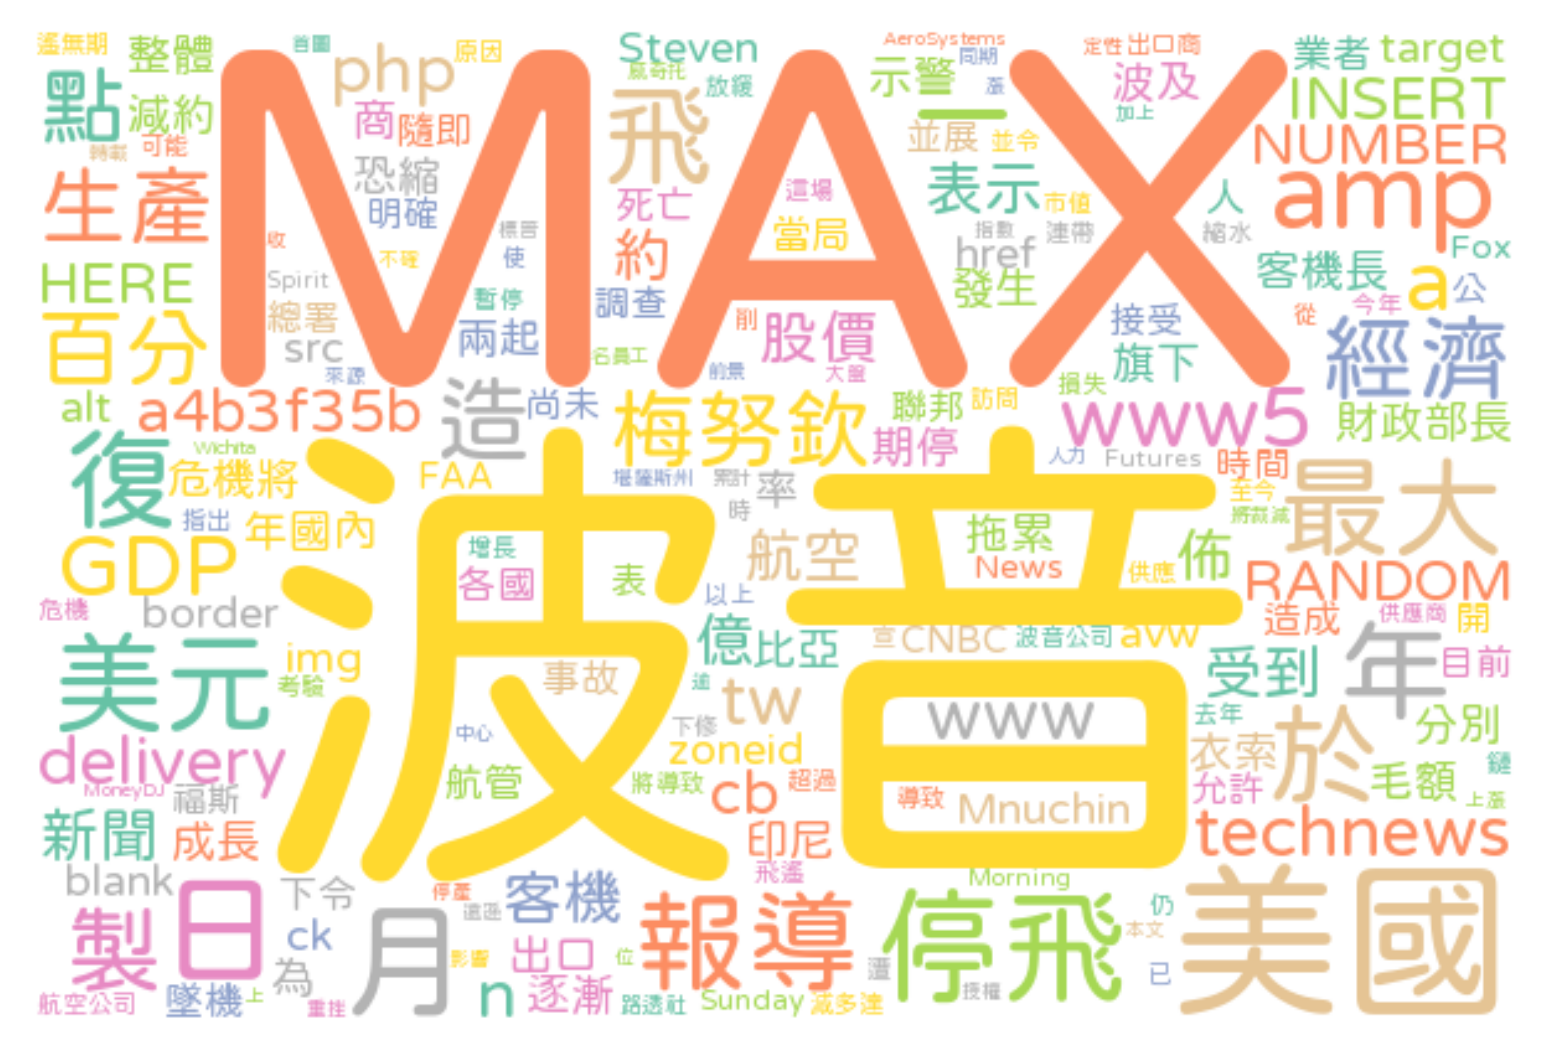 遙無期
整體
首圖
php
原因
Steven
AeroSystems
同期
定性
出口商
業者
target
點
減約
商
隨即
飛
放緩
示警
一
漲
波及
加上
INSERT
轉載
可能
恐縮
MAX
並展
並令
NUMBER
生產
明確
標普
死亡
這場
當局
表示
市值
人
amp
收
不確
使
約
href
指數
連帶
縮水
Fox
HERE
Spirit
暫停
調查
發生
客機長
a
公
百分
總署
src
兩起
削
股價
接受
從
今年
經濟
來源
名員工
前景
大盤
旗下
alt
a4b3f35b
造
尚未
梅努欽
聯邦
訪問
損失
www5
財政部長
期停
復
Wichita
危機將
FAA
堪薩斯州
累計
率
人力
Futures
時間
最大
至今
指出
年國內
波音
時
將裁減
GDP
增長
各國
表
航空
拖累
News
供應
佈
RANDOM
危機
border
以上
億
比亞
宣
CNBC
波音公司
avw
造成
供應商
開
美元
img
考驗
事故
逾
tw
www
受到
年
目前
中心
下修
zoneid
去年
衣索
於
分別
delivery
MoneyDJ
福斯
航管
將導致
cb
超過
導致
Mnuchin
允許
毛額
鏈
上漲
新聞
成長
印尼
technews
blank
下令
停產
遠遜
客機
飛遙
Morning
美國
製
日
ck
月
影響
出口
位
報導
遭
停飛
仍
本文
為
已
航空公司
墜機
上
重挫
n
逐漸
路透社
Sunday
滅多達
授權